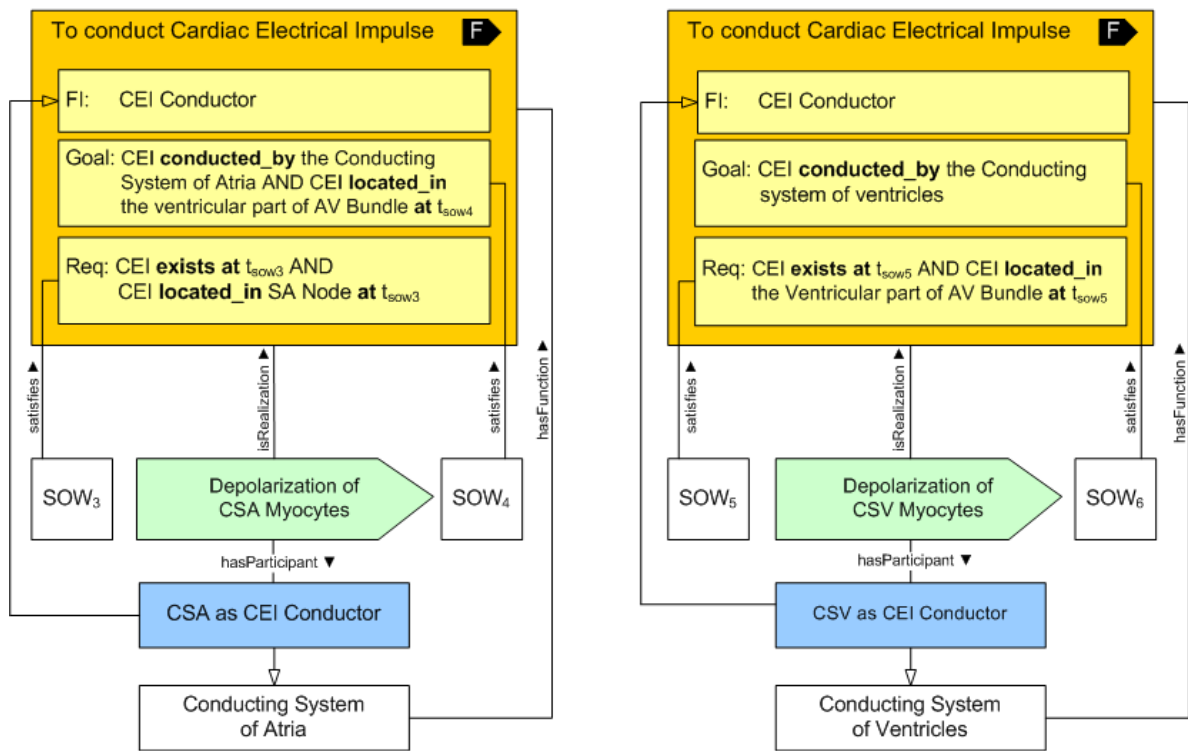 To conduct Cardiac Electrical Impulse F
FI: CEI Conductor
Goal: CEI conducted_by the Conducting
System of Atria AND CEI located_in
the ventricular part of AV Bundle at tsow4
Req: CEI exists at tsow3 AND
CEI located_in SA Node at tsow3
satisfies ▲
isRealization ▲
satisfies ▲
hasFunction ▲
SOW3
Depolarization of
CSA Myocytes
SOW4
hasParticipant ▼
CSA as CEI Conductor
Conducting System
of Atria
To conduct Cardiac Electrical Impulse F
FI: CEI Conductor
Goal: CEI conducted_by the Conducting
system of ventricles
Req: CEI exists at tsow5 AND CEI located_in
the Ventricular part of AV Bundle at tsow5
satisfies ▲
isRealization ▲
satisfies ▲
hasFunction ▲
SOW5
Depolarization of
CSV Myocytes
SOW6
hasParticipant ▼
CSV as CEI Conductor
Conducting System
of Ventricles